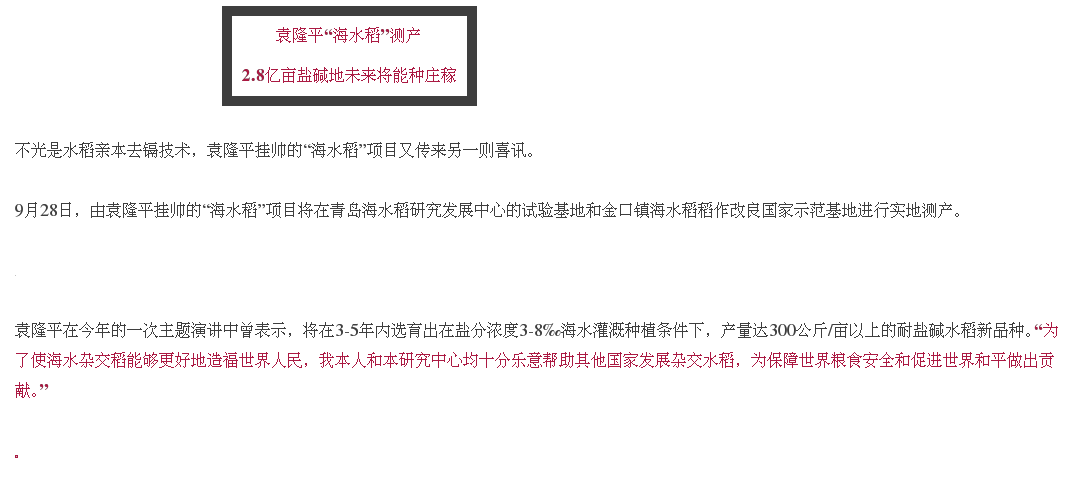 袁隆平“海水稻”测产
2.8亿亩盐碱地未来将能种庄稼
不光是水稻亲本去镉技术，袁隆平挂帅的“海水稻”项目又传来另一则喜讯。
9月28日，由袁隆平挂帅的“海水稻”项目将在青岛海水稻研究发展中心的试验基地和金口镇海水稻稻作改良国家示范基地进行实地测产。
袁隆平在今年的一次主题演讲中曾表示，将在3-5年内选育出在盐分浓度3-8‰海水灌溉种植条件下，产量达300公斤/亩以上的耐盐碱水稻新品种。“为
了使海水杂交稻能够更好地造福世界人民，我本人和本研究中心均十分乐意帮助其他国家发展杂交水稻，为保障世界粮食安全和促进世界和平做出贡
献。”
。